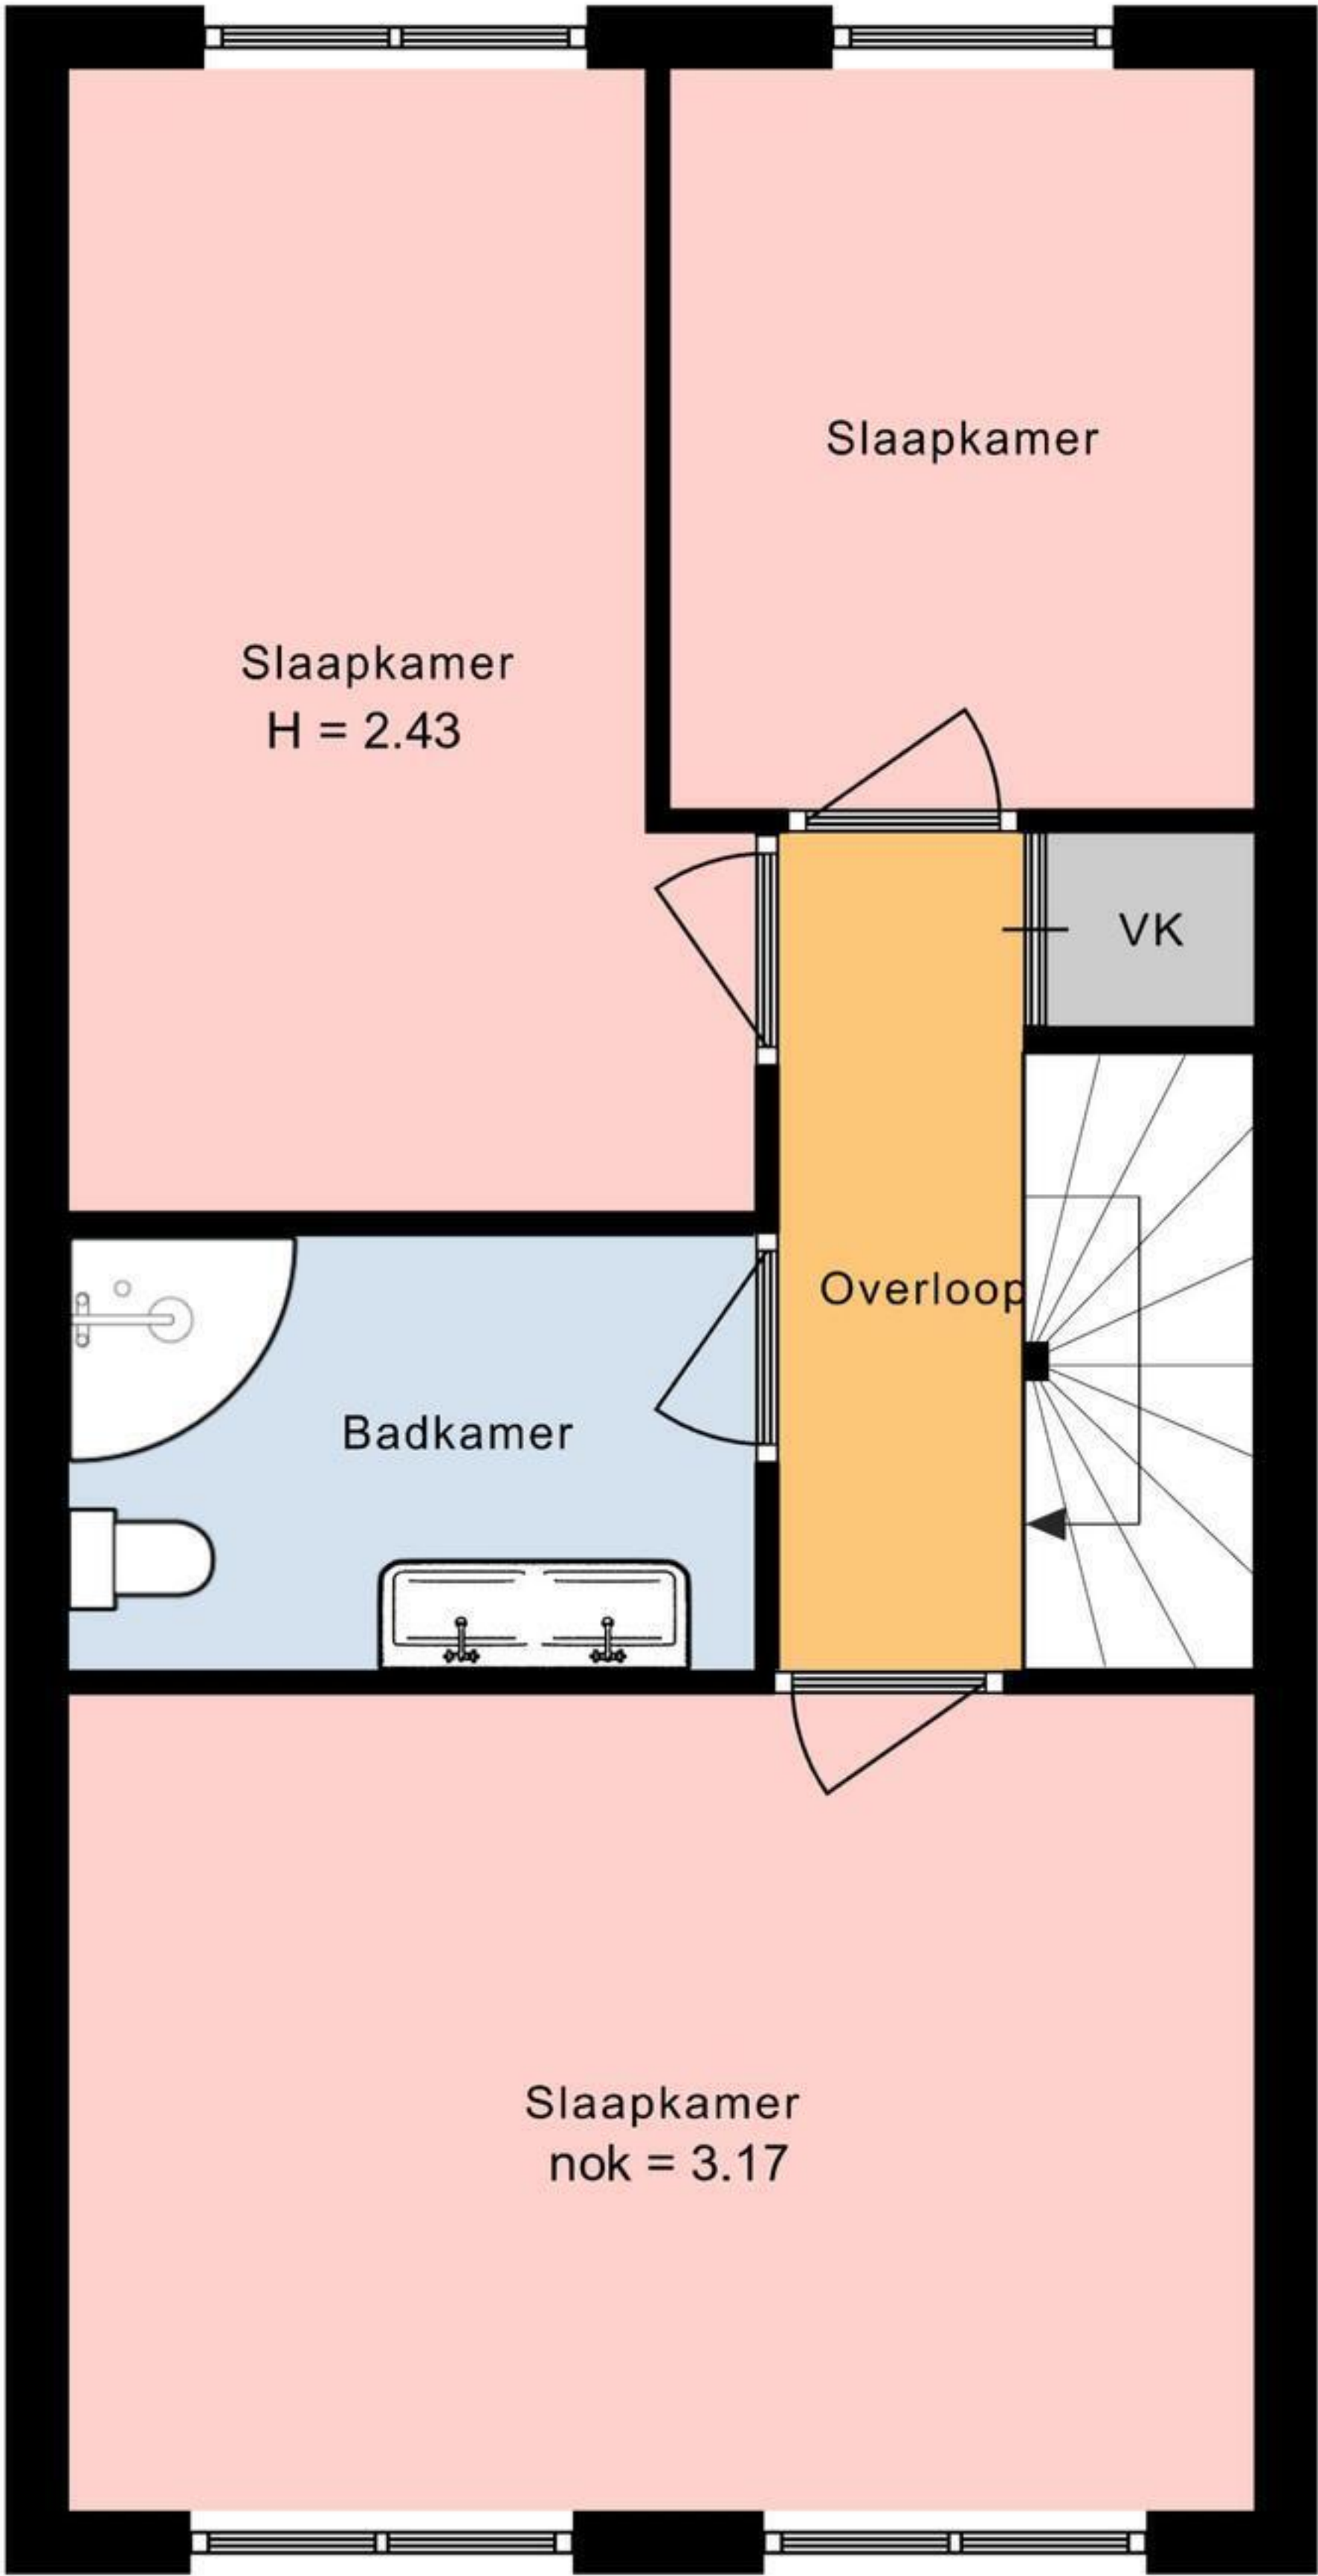 Slaapkamer
Slaapkamer
H = 2.43
VK
Overloop
Badkamer
Slaapkamer
nok = 3.17